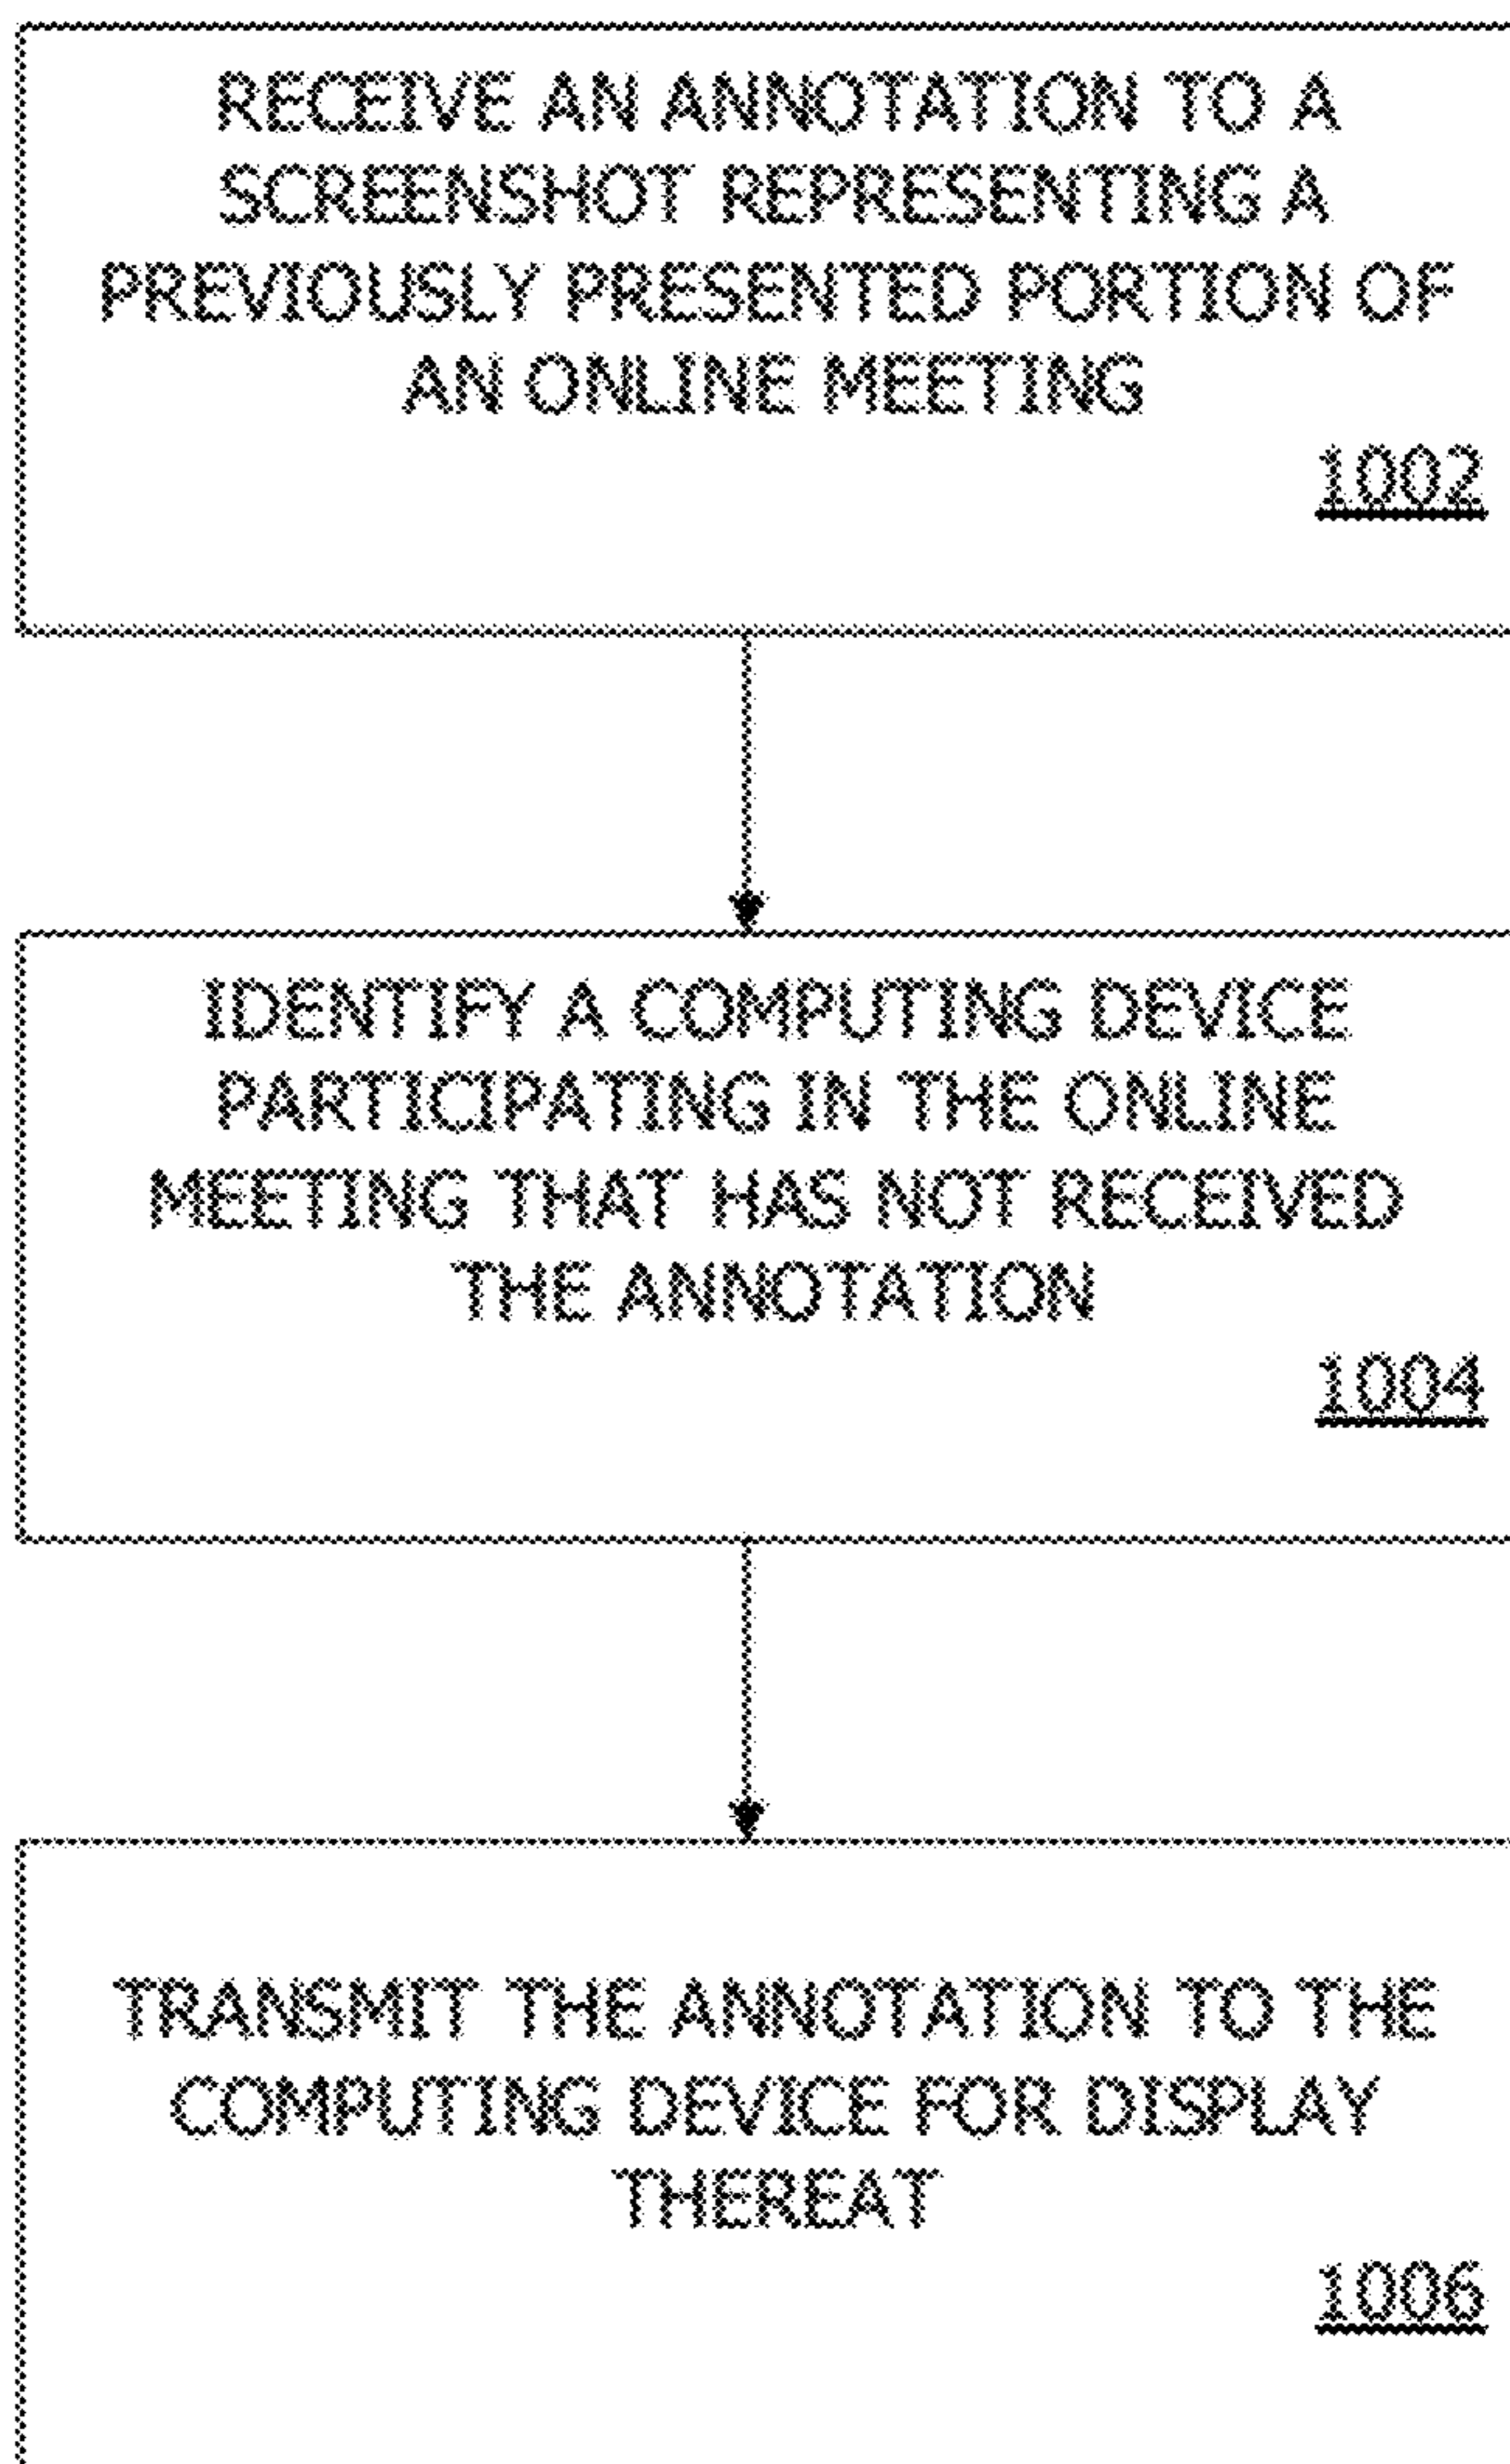 RECEIVE AN ANNOTATION TO A
SCREENSHOT REPRESENTING A
PREVIOUSLY PRESENTED PORTION OF
AN ONLINE MEETING
1002
IDENTIFY A COMPUTING DEVICE
PARTICIPATING IN THE ONLINE
MEETING THAT HAS NOT RECEIVED
THE ANNOTATION
1004
TRANSMIT THE ANNOTATION TO THE
COMPUTING DEVICE FOR DISPLAY
THEREAT
1006